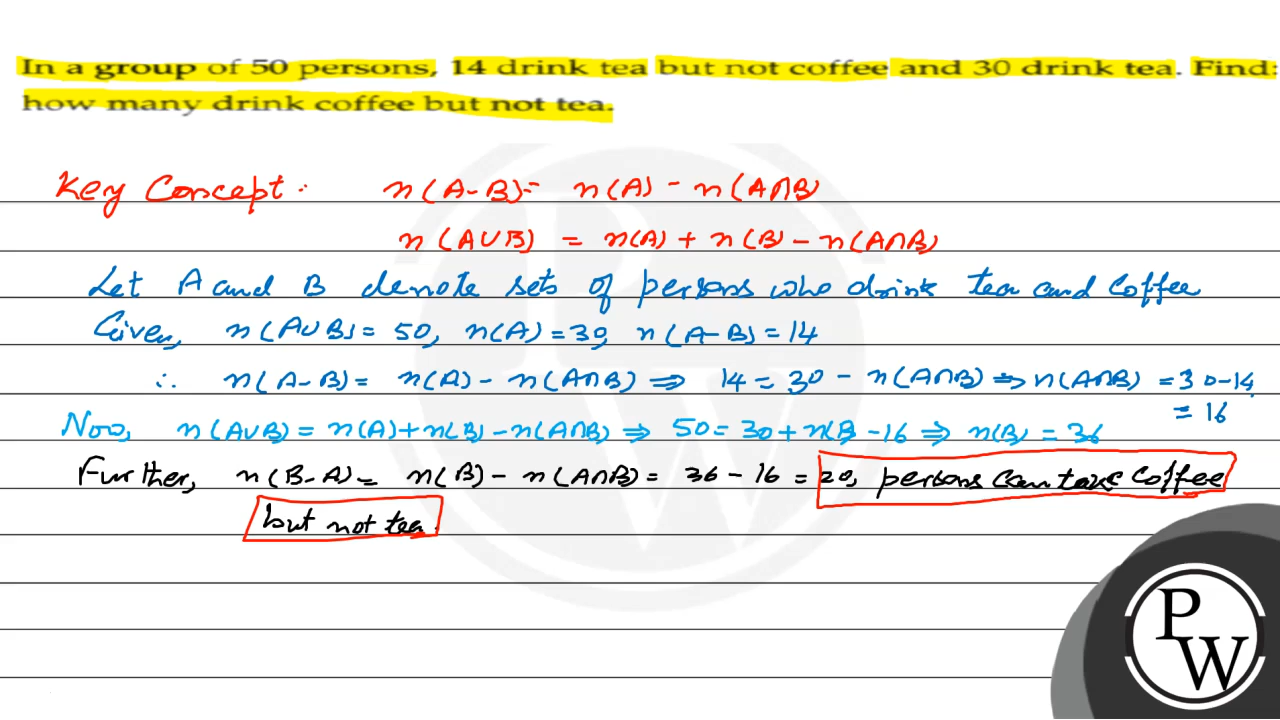 In a group of 50 persons, 14 drink tea but not coffee and 30 drink tea. Find:
how many drink coffee but not tea.
Key Concept: n(A-B)= n(A) - n(A∩B)
n(A∪B) = n(A) + n(B) - n(A∩B)
Let A and B denote sets of persons who drink tea and coffee
Given, n(A∪B)= 50, n(A)=30, n(A-B)=14
∴ n(A-B)= n(A) - n(A∩B) ⇒ 14 = 30 - n(A∩B) ⇒ n(A∩B) = 30-14
= 16
Now, n(A∪B)= n(A)+n(B)-n(A∩B) ⇒ 50=30+n(B)-16 ⇒ n(B) = 36
Further, n(B-A)= n(B)- n(A∩B)= 36-16 = 20, persons can take coffee
but not tea.
PW